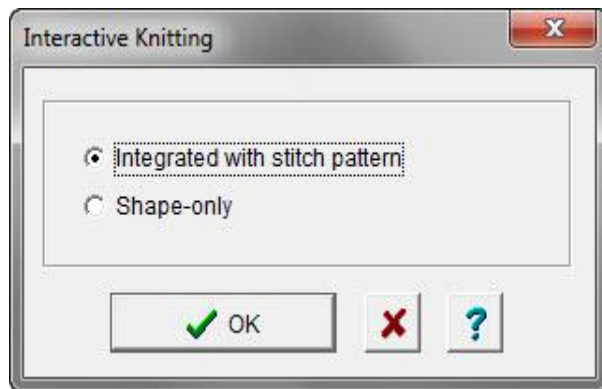 Interactive Knitting
Integrated with stitch pattern
Shape-only
OK
?